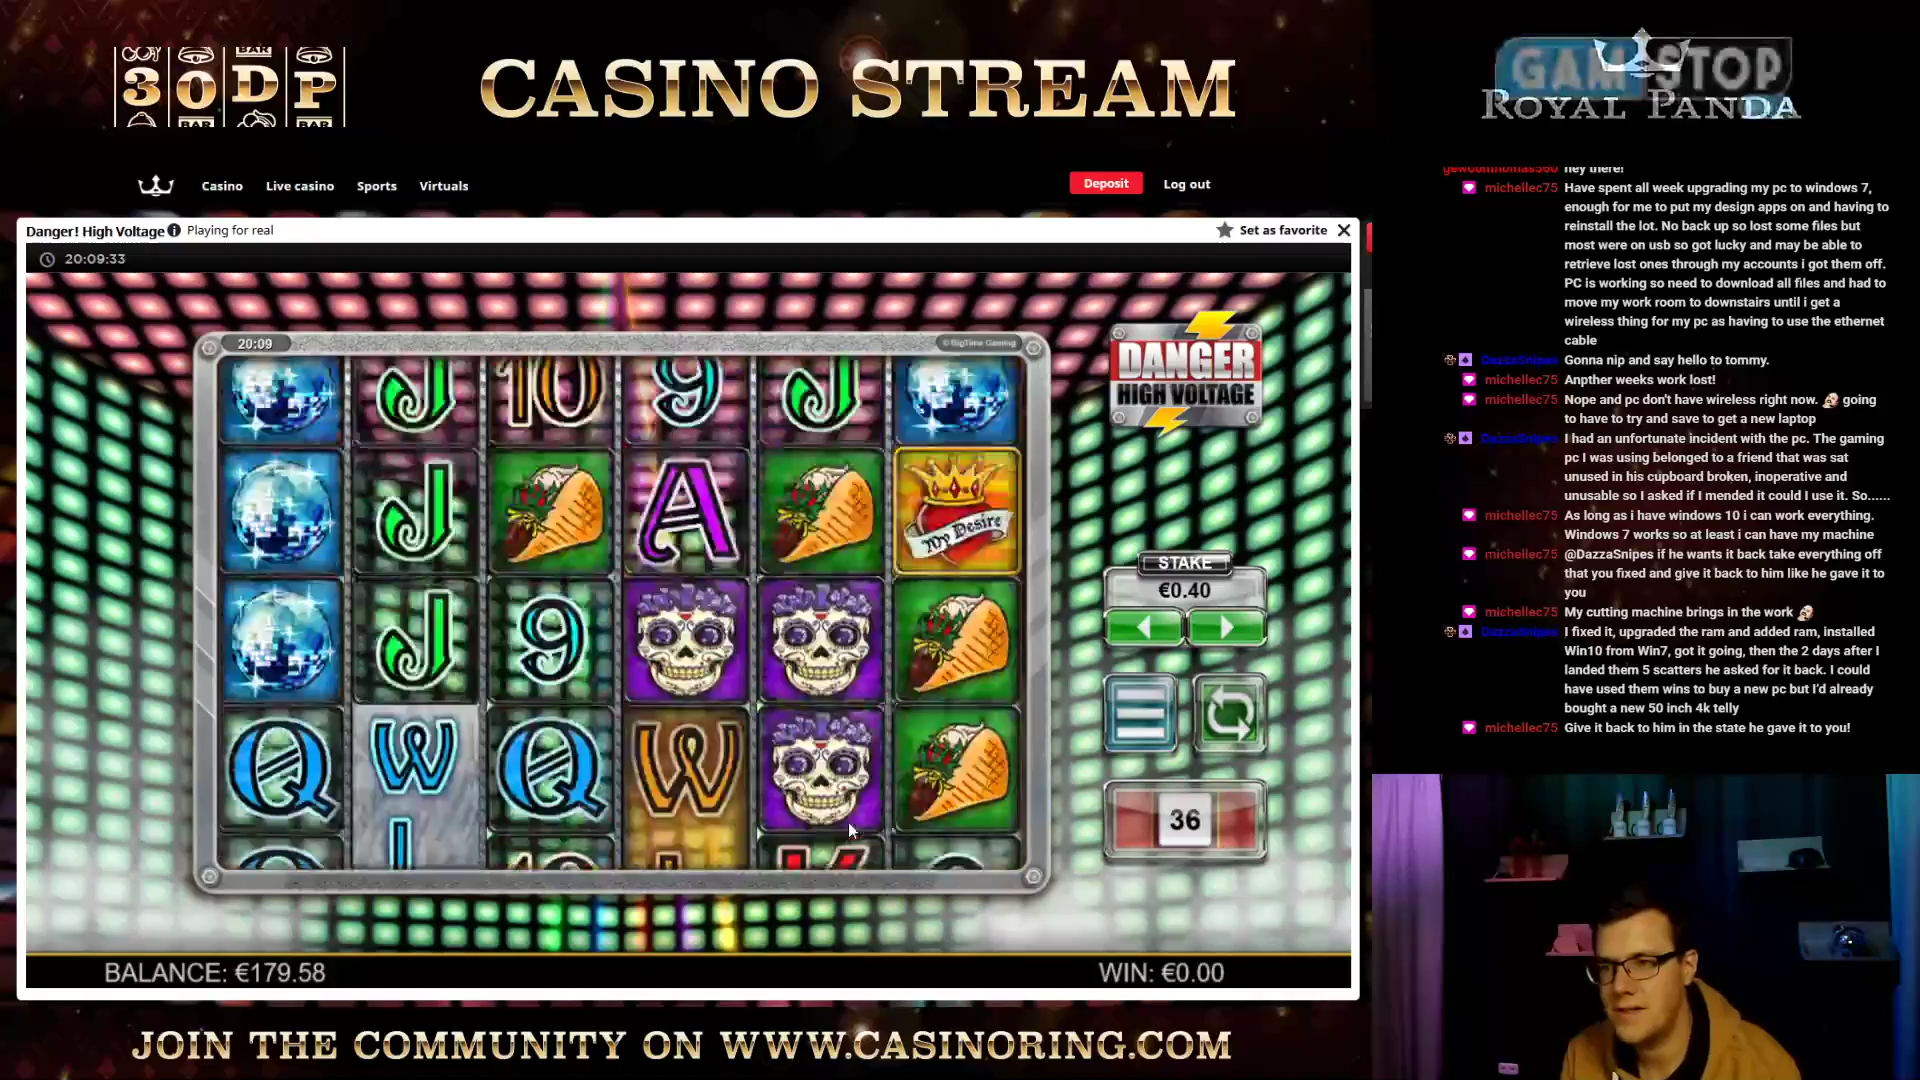 30DP
BAR
BAR
BAR
CASINO STREAM
GAMSTOP
ROYAL PANDA
Casino
Live casino
Sports
Virtuals
Deposit
Log out
Danger! High Voltage
Playing for real
Set as favorite
20:09:33
20:09
© BigTime Gaming
DANGER
HIGH VOLTAGE
J
10
9
J
J
A
My Desire
J
9
Q
W
Q
W
STAKE
€0.40
36
BALANCE: €179.58
WIN: €0.00
JOIN THE COMMUNITY ON WWW.CASINORING.COM
gewoonthomas560 hey there!
michellec75 Have spent all week upgrading my pc to windows 7,
enough for me to put my design apps on and having to
reinstall the lot. No back up so lost some files but
most were on usb so got lucky and may be able to
retrieve lost ones through my accounts i got them off.
PC is working so need to download all files and had to
move my work room to downstairs until i get a
wireless thing for my pc as having to use the ethernet
cable
DazzaSnipes Gonna nip and say hello to tommy.
michellec75 Anpther weeks work lost!
michellec75 Nope and pc don't have wireless right now. going
to have to try and save to get a new laptop
DazzaSnipes I had an unfortunate incident with the pc. The gaming
pc I was using belonged to a friend that was sat
unused in his cupboard broken, inoperative and
unusable so I asked if I mended it could I use it. So......
michellec75 As long as i have windows 10 i can work everything.
Windows 7 works so at least i can have my machine
michellec75 @DazzaSnipes if he wants it back take everything off
that you fixed and give it back to him like he gave it to
you
michellec75 My cutting machine brings in the work
DazzaSnipes I fixed it, upgraded the ram and added ram, installed
Win10 from Win7, got it going, then the 2 days after I
landed them 5 scatters he asked for it back. I could
have used them wins to buy a new pc but I'd already
bought a new 50 inch 4k telly
michellec75 Give it back to him in the state he gave it to you!